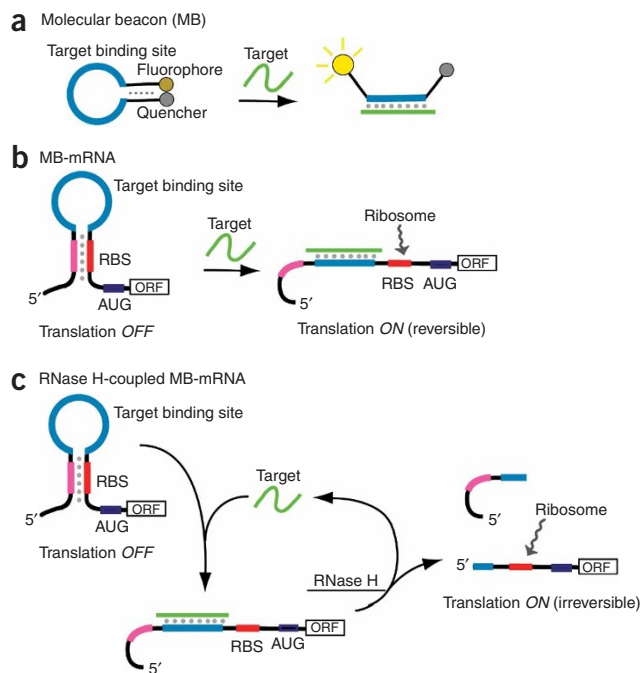 a Molecular beacon (MB)
Target binding site
Fluorophore
Quencher
Target
b MB-mRNA
Target binding site
RBS
5′
AUG
ORF
Translation OFF
Target
Ribosome
5′
RBS
AUG
ORF
Translation ON (reversible)
c RNase H-coupled MB-mRNA
Target binding site
RBS
5′
AUG
ORF
Translation OFF
Target
RNase H
5′
RBS
AUG
ORF
5′
Ribosome
5′
ORF
Translation ON (irreversible)